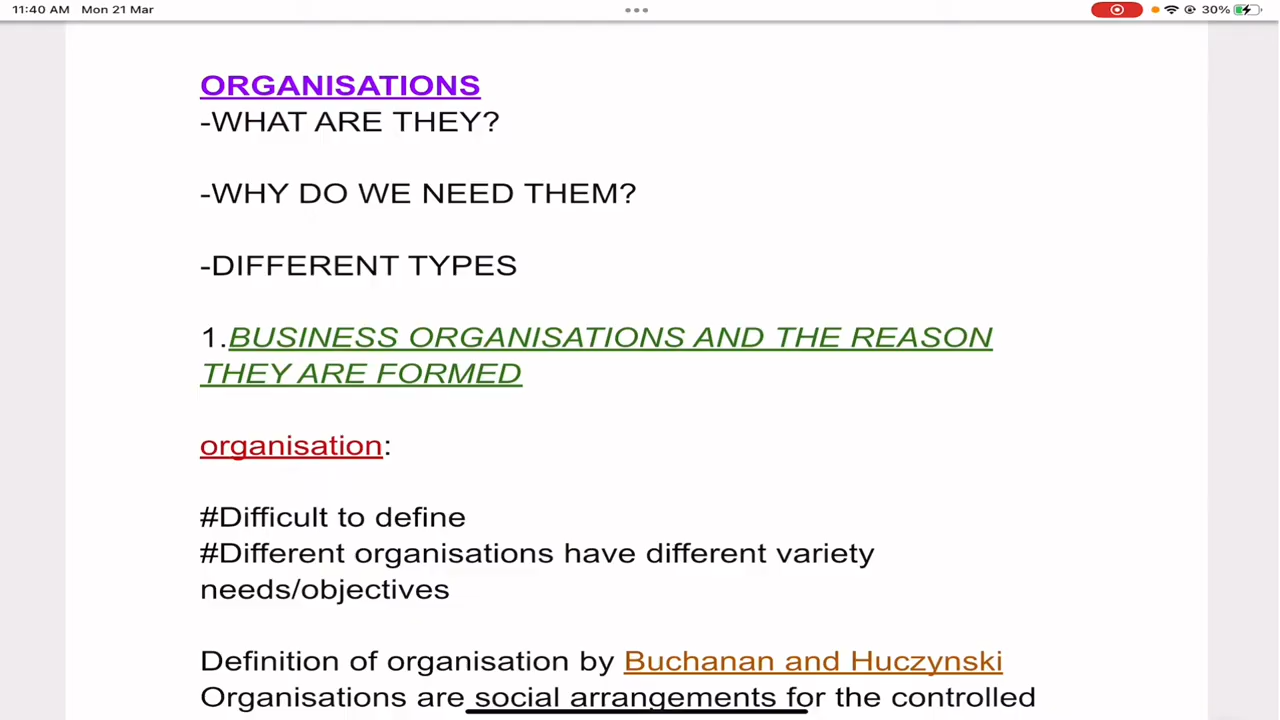 11:40 AM Mon 21 Mar
30%
ORGANISATIONS
-WHAT ARE THEY?
-WHY DO WE NEED THEM?
-DIFFERENT TYPES
1.BUSINESS ORGANISATIONS AND THE REASON
THEY ARE FORMED
organisation:
#Difficult to define
#Different organisations have different variety
needs/objectives
Definition of organisation by Buchanan and Huczynski
Organisations are social arrangements for the controlled